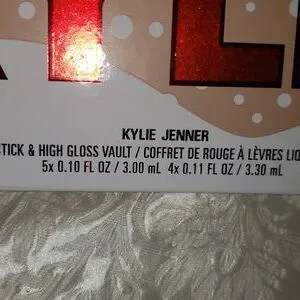 KYLIE JENNER
STICK & HIGH GLOSS VAULT / COFFRET DE ROUGE À LÈVRES LIQ
5x 0.10 FL OZ / 3.00 mL 4x 0.11 FL OZ / 3.30 mL